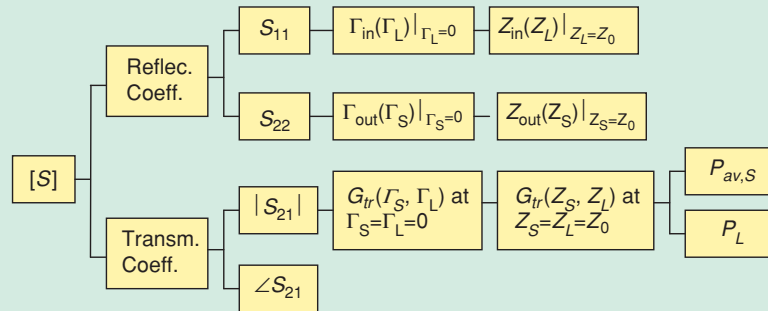 [S]
Reflec.
Coeff.
S₁₁
Γin(ΓL)|ΓL=0
Zin(ZL)|ZL=Z0
S₂₂
Γout(ΓS)|ΓS=0
Zout(ZS)|ZS=Z0
Transm.
Coeff.
|S₂₁|
Gtr(ΓS, ΓL) at
ΓS=ΓL=0
Gtr(ZS, ZL) at
ZS=ZL=Z0
Pav,S
PL
∠S₂₁